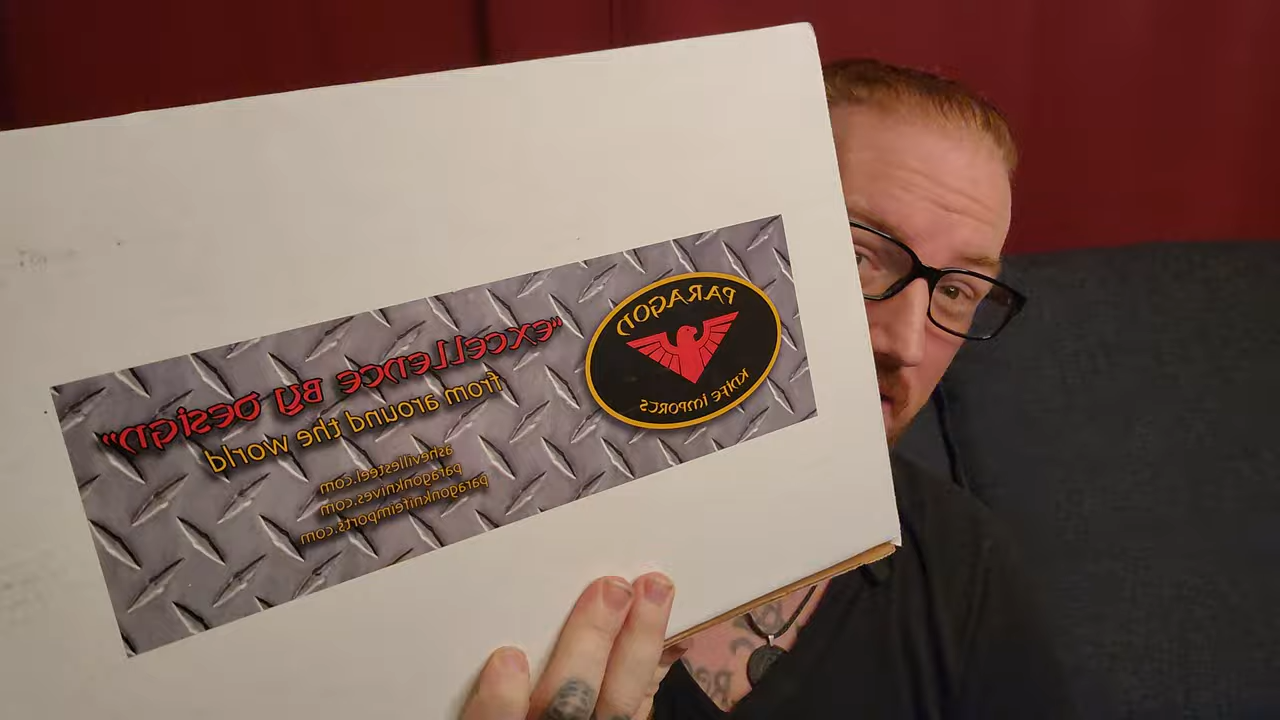 PARAGON
KNIFE IMPORTS
"EXCELLENCE BY DESIGN"
from around the world
ashevillesteel.com
paragonknives.com
paragonknifeimports.com